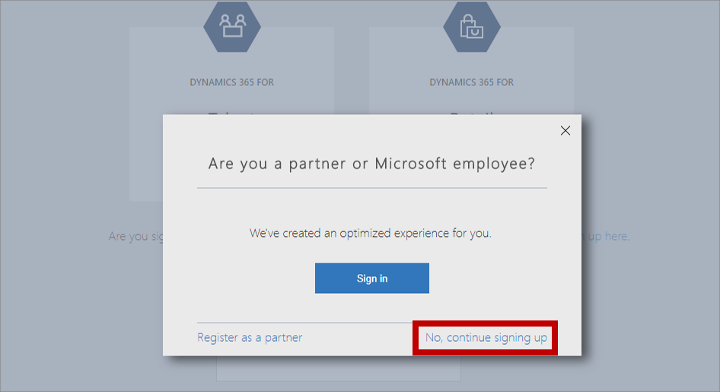 DYNAMICS 365 FOR
DYNAMICS 365 FOR
Are you a partner or Microsoft employee?
Are you sig
up here.
We've created an optimized experience for you.
Sign in
Register as a partner
No, continue signing up